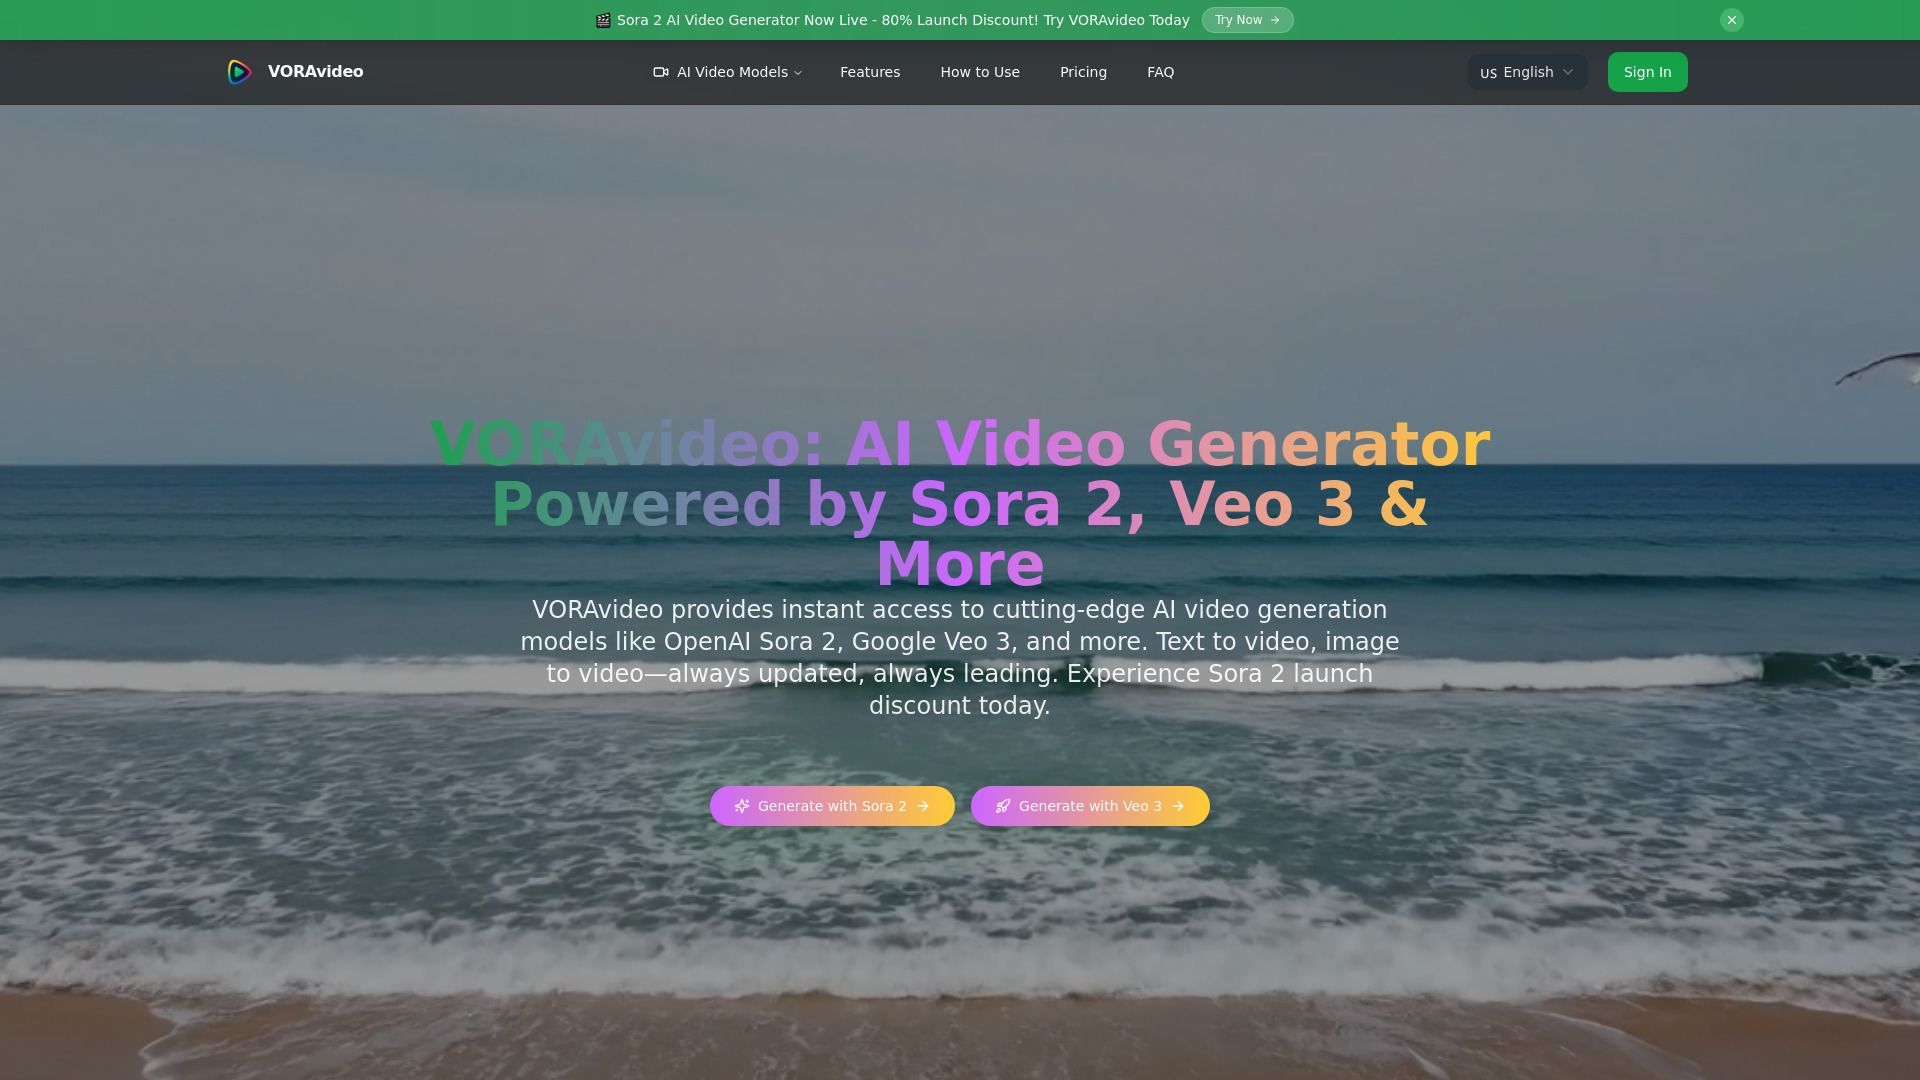 🎬 Sora 2 AI Video Generator Now Live - 80% Launch Discount! Try VORAvideo Today
Try Now →
VORAvideo
AI Video Models
Features
How to Use
Pricing
FAQ
US English
Sign In
VORAvideo: AI Video Generator
Powered by Sora 2, Veo 3 &
More
VORAvideo provides instant access to cutting-edge AI video generation
models like OpenAI Sora 2, Google Veo 3, and more. Text to video, image
to video—always updated, always leading. Experience Sora 2 launch
discount today.
Generate with Sora 2 →
Generate with Veo 3 →